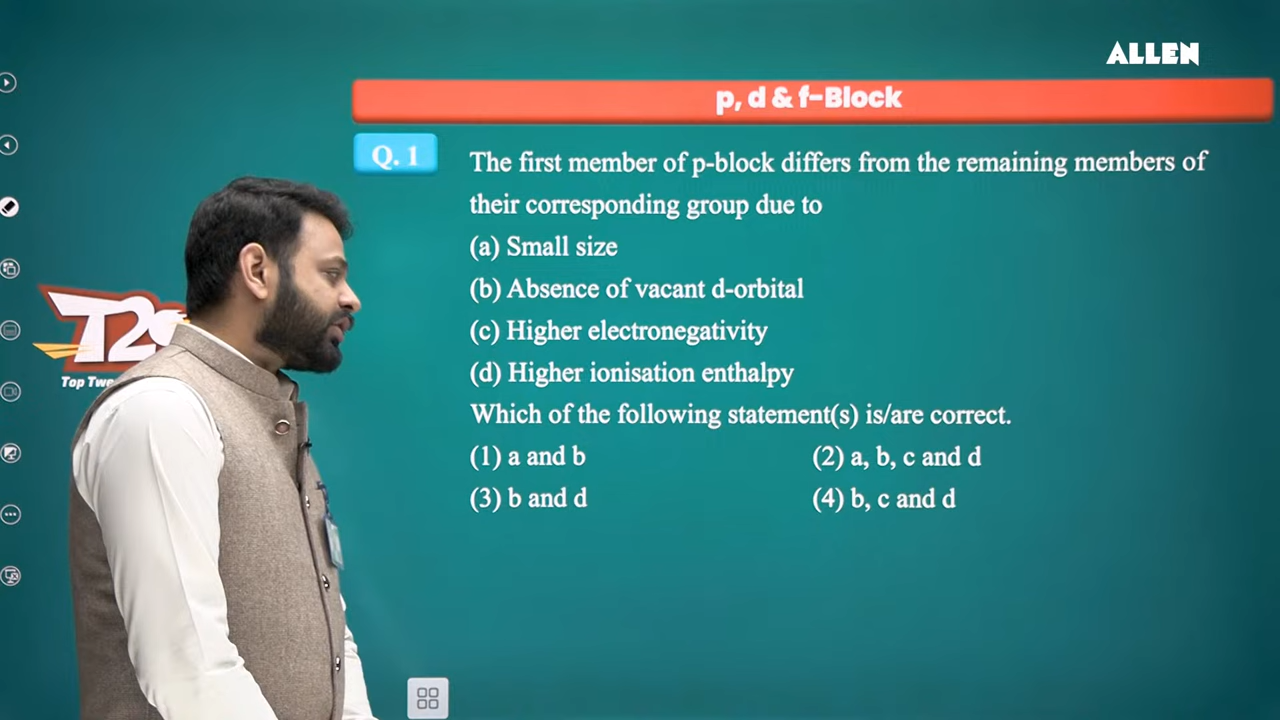 ALLEN
p, d & f-Block
Q. 1
The first member of p-block differs from the remaining members of
their corresponding group due to
(a) Small size
(b) Absence of vacant d-orbital
(c) Higher electronegativity
(d) Higher ionisation enthalpy
Which of the following statement(s) is/are correct.
(1) a and b
(2) a, b, c and d
(3) b and d
(4) b, c and d
T2
Top